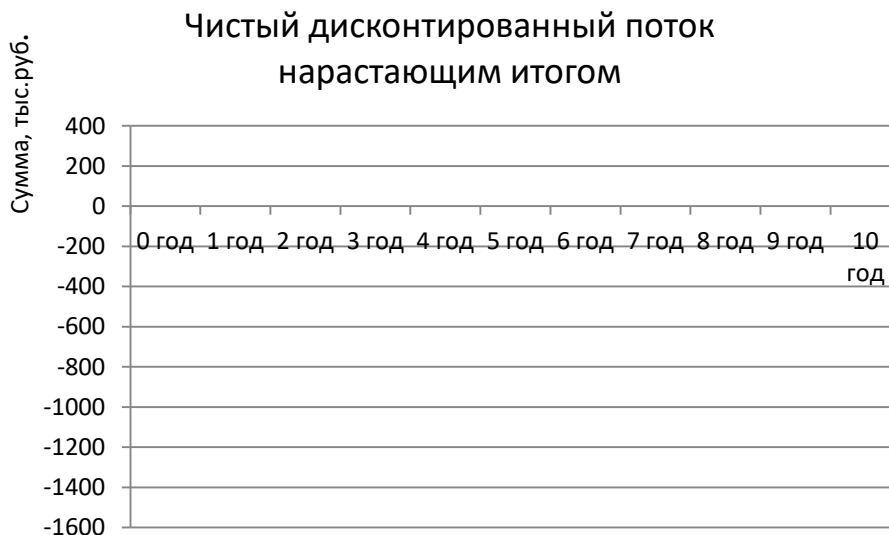 Чистый дисконтированный поток
нарастающим итогом
Сумма, тыс.руб.
400
200
0
-200
-400
-600
-800
-1000
-1200
-1400
-1600
0 год 1 год 2 год 3 год 4 год 5 год 6 год 7 год 8 год 9 год 10
год